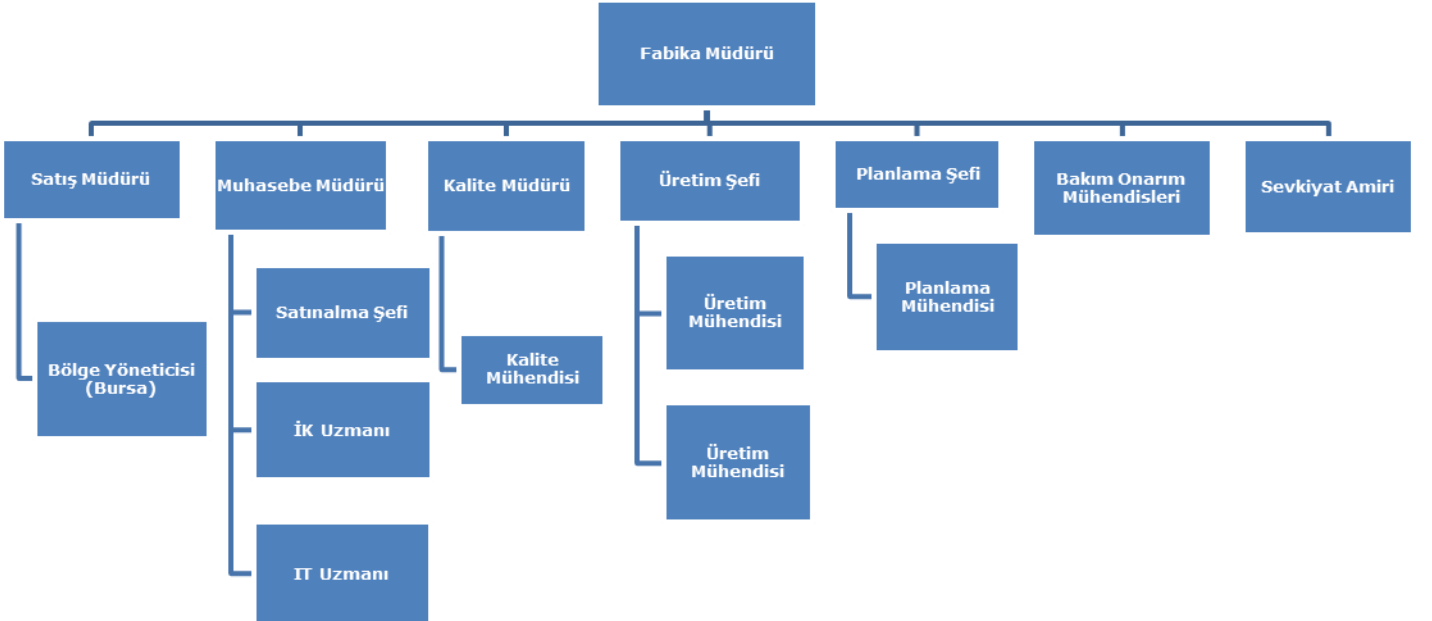 Fabika Müdürü
Satış Müdürü
Muhasebe Müdürü
Kalite Müdürü
Üretim Şefi
Planlama Şefi
Bakım Onarım
Mühendisleri
Sevkiyat Amiri
Bölge Yöneticisi
(Bursa)
Satınalma Şefi
İK Uzmanı
IT Uzmanı
Kalite
Mühendisi
Üretim
Mühendisi
Üretim
Mühendisi
Planlama
Mühendisi